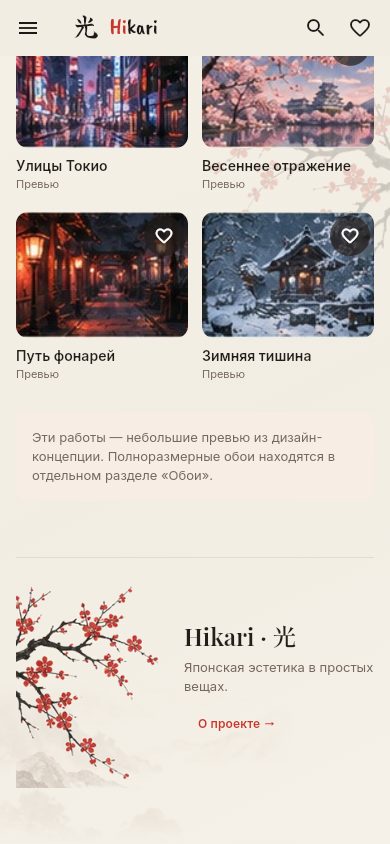 光 Hikari
Улицы Токио
Превью
Весеннее отражение
Превью
Путь фонарей
Превью
Зимняя тишина
Превью
Эти работы — небольшие превью из дизайн-
концепции. Полноразмерные обои находятся в
отдельном разделе «Обои».
Hikari · 光
Японская эстетика в простых
вещах.
О проекте →